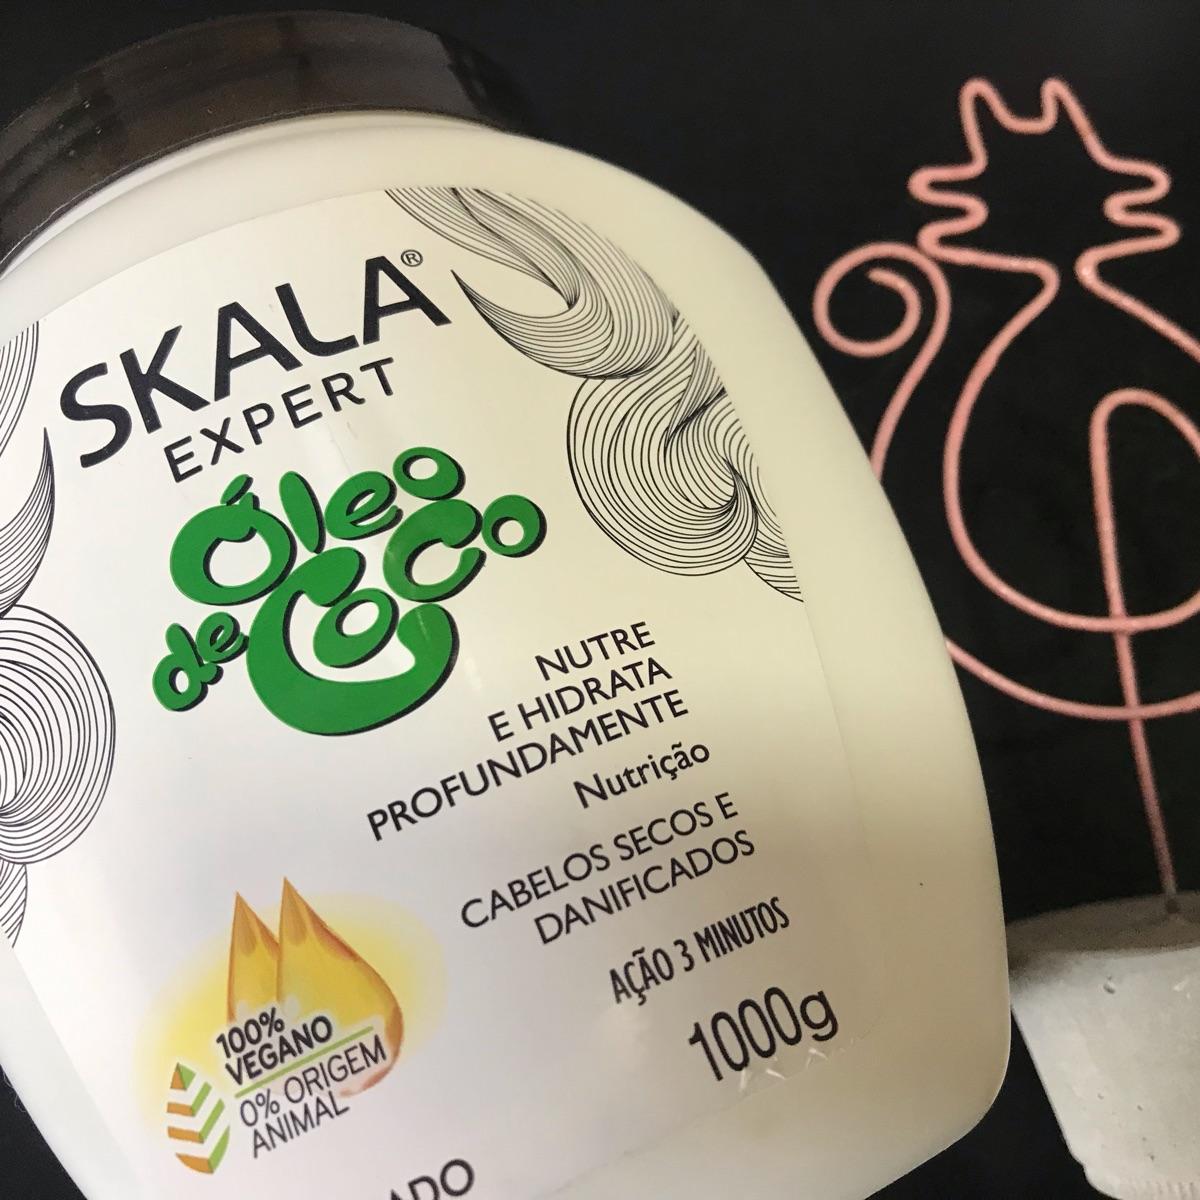 SKALA®
EXPERT
Óleo
de Coco
NUTRE
E HIDRATA
PROFUNDAMENTE
Nutrição
CABELOS SECOS E
DANIFICADOS
AÇÃO 3 MINUTOS
1000g
100%
VEGANO
0% ORIGEM
ANIMAL